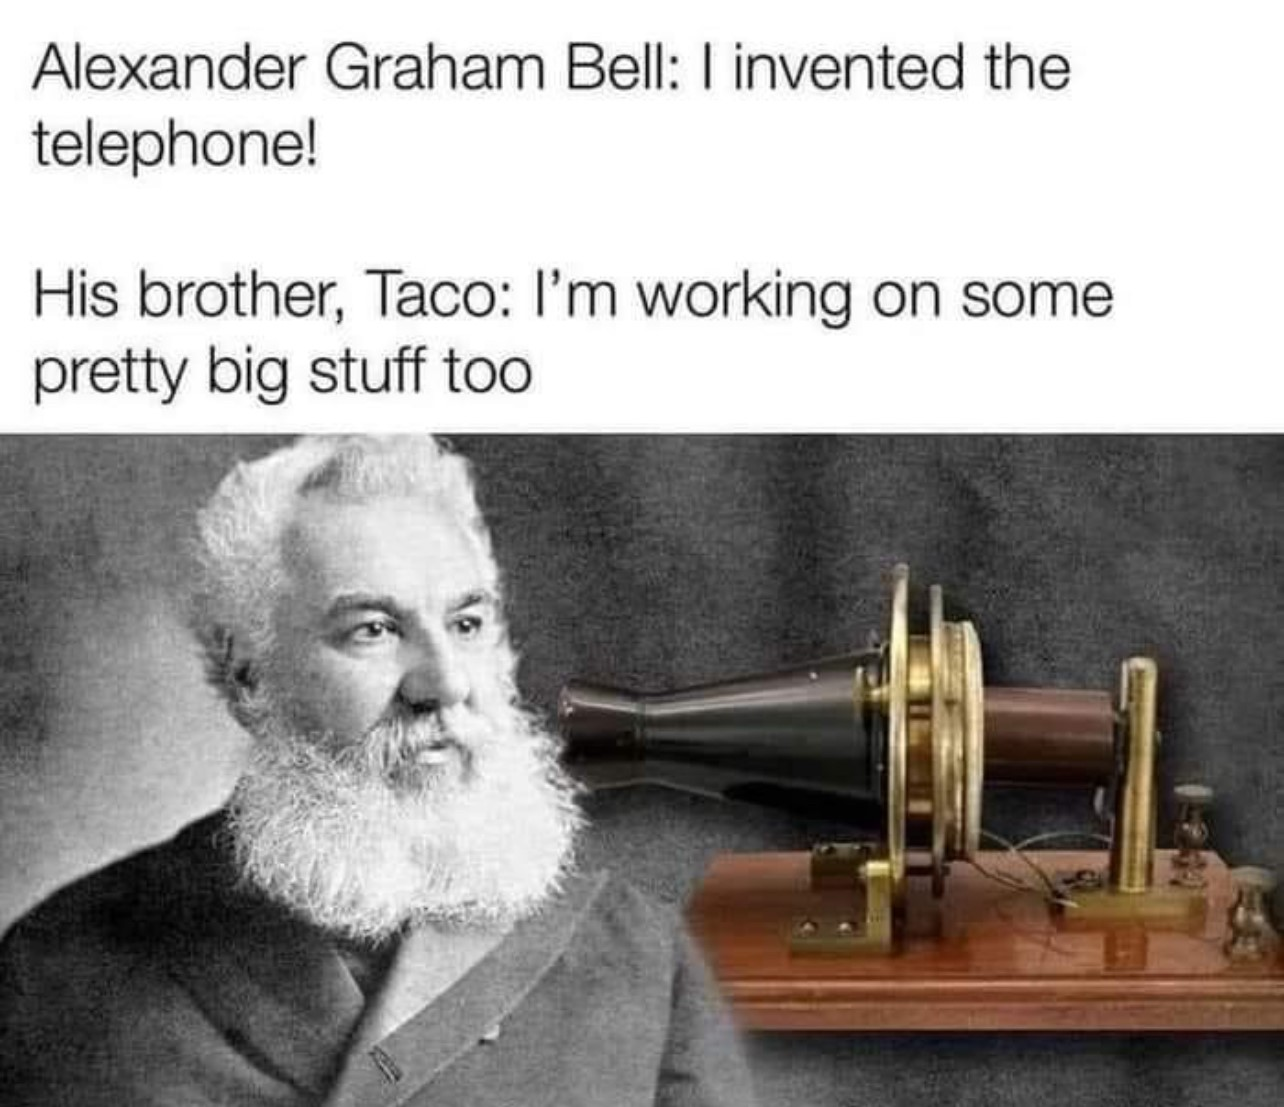 Alexander Graham Bell: I invented the
telephone!
His brother, Taco: I'm working on some
pretty big stuff too